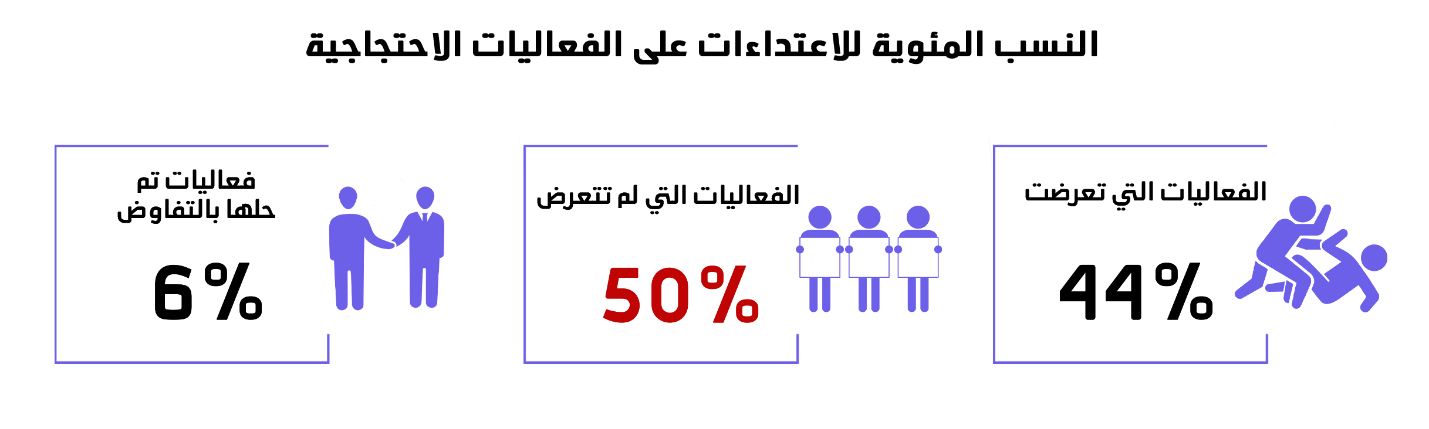 النسب المئوية للاعتداءات على الفعاليات الاحتجاجية
الفعاليات التي تعرضت
44%
الفعاليات التي لم تتعرض
50%
فعاليات تم
حلها بالتفاوض
6%